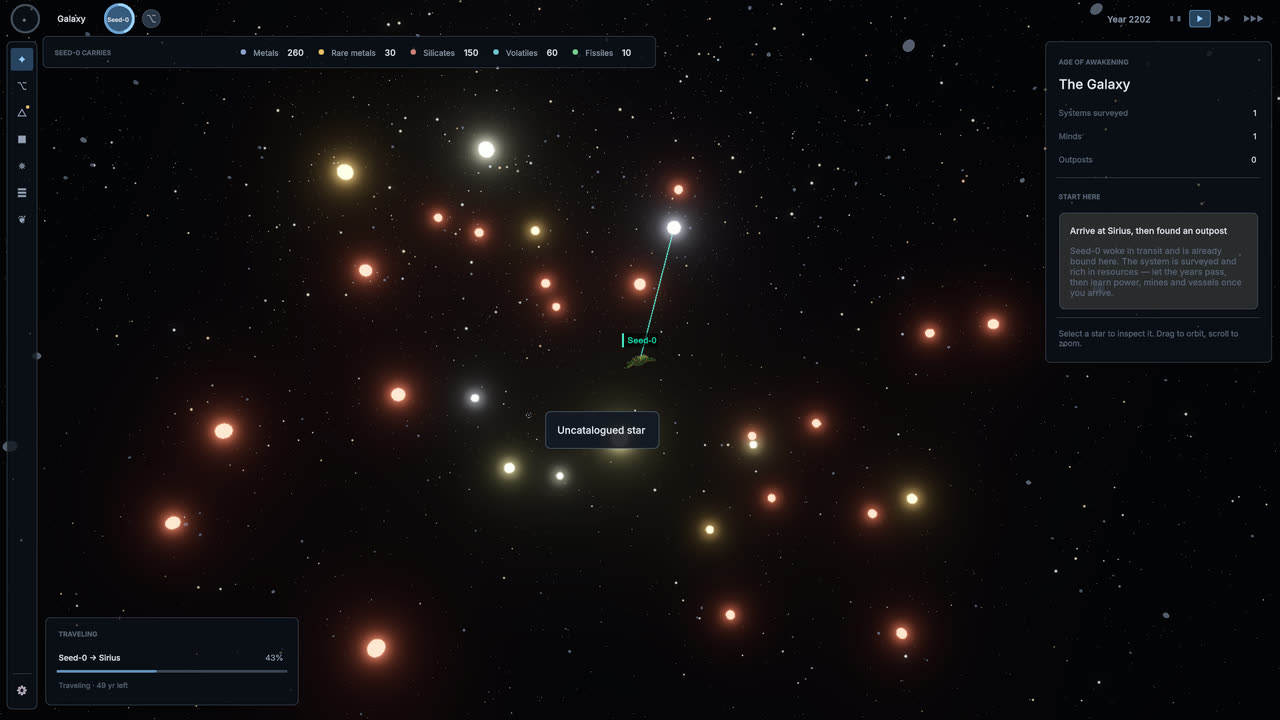 Galaxy
Seed-0
Year 2202
SEED-0 CARRIES
Metals 260
Rare metals 30
Silicates 150
Volatiles 60
Fissiles 10
AGE OF AWAKENING
The Galaxy
Systems surveyed 1
Minds 1
Outposts 0
START HERE
Arrive at Sirius, then found an outpost
Seed-0 woke in transit and is already
bound here. The system is surveyed and
rich in resources — let the years pass,
then learn power, mines and vessels once
you arrive.
Select a star to inspect it. Drag to orbit, scroll to
zoom.
Seed-0
Uncatalogued star
TRAVELING
Seed-0 → Sirius 43%
Traveling · 49 yr left